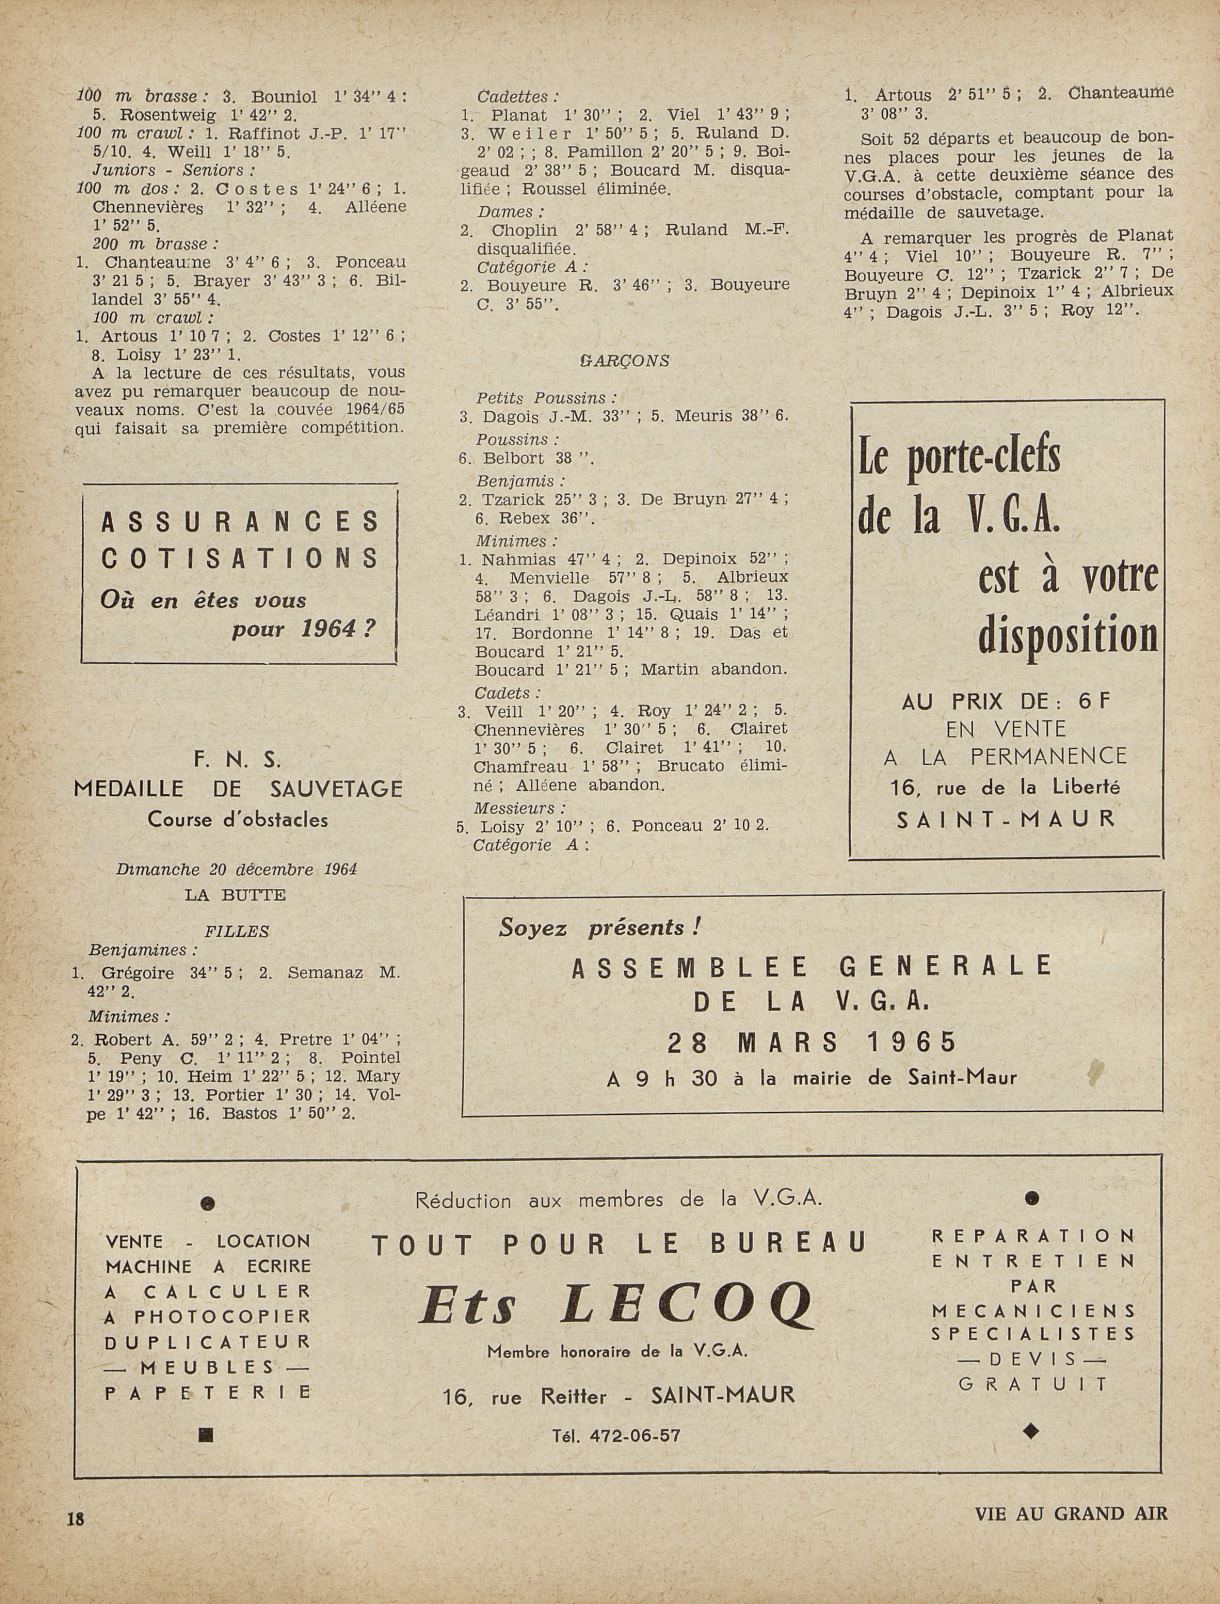 100 m brasse : 3. Bouniol 1' 34'' 4 :
5. Rosentweig 1' 42'' 2.
100 m crawl : 1. Raffinot J.-P. 1' 17''
5/10. 4. Weill 1' 18'' 5.
Juniors - Seniors :
100 m dos : 2. Costes 1' 24'' 6 ; 1.
Chennevières 1' 32'' ; 4. Alléene
1' 52'' 5.
200 m brasse :
1. Chanteaume 3' 4'' 6 ; 3. Ponceau
3' 21 5 ; 5. Brayer 3' 43'' 3 ; 6. Bil-
landel 3' 55'' 4.
100 m crawl :
1. Artous 1' 10 7 ; 2. Costes 1' 12'' 6 ;
8. Loisy 1' 23'' 1.
A la lecture de ces résultats, vous
avez pu remarquer beaucoup de nou-
veaux noms. C'est la couvée 1964/65
qui faisait sa première compétition.
ASSURANCES
COTISATIONS
Où en êtes vous
pour 1964 ?
F. N. S.
MEDAILLE DE SAUVETAGE
Course d'obstacles
Dimanche 20 décembre 1964
LA BUTTE
FILLES
Benjamines :
1. Grégoire 34'' 5 ; 2. Semanaz M.
42'' 2.
Minimes :
2. Robert A. 59'' 2 ; 4. Pretre 1' 04'' ;
5. Peny C. 1' 11'' 2 ; 8. Pointel
1' 19'' ; 10. Heim 1' 22'' 5 ; 12. Mary
1' 29'' 3 ; 13. Portier 1' 30 ; 14. Vol-
pe 1' 42'' ; 16. Bastos 1' 50'' 2.
Cadettes :
1. Planat 1' 30'' ; 2. Viel 1' 43'' 9 ;
3. Weiler 1' 50'' 5 ; 5. Ruland D.
2' 02 ; ; 8. Pamillon 2' 20'' 5 ; 9. Boi-
geaud 2' 38'' 5 ; Boucard M. disqua-
lifiée ; Roussel éliminée.
Dames :
2. Choplin 2' 58'' 4 ; Ruland M.-F.
disqualifiée.
Catégorie A :
2. Bouyeure R. 3' 46'' ; 3. Bouyeure
C. 3' 55''.
GARÇONS
Petits Poussins :
3. Dagois J.-M. 33'' ; 5. Meuris 38'' 6.
Poussins :
6. Belbort 38 ''.
Benjamis :
2. Tzarick 25'' 3 ; 3. De Bruyn 27'' 4 ;
6. Rebex 36''.
Minimes :
1. Nahmias 47'' 4 ; 2. Depinoix 52'' ;
4. Menvielle 57'' 8 ; 5. Albrieux
58'' 3 ; 6. Dagois J.-L. 58'' 8 ; 13.
Léandri 1' 08'' 3 ; 15. Quais 1' 14'' ;
17. Bordonne 1' 14'' 8 ; 19. Das et
Boucard 1' 21'' 5.
Boucard 1' 21'' 5 ; Martin abandon.
Cadets :
3. Veill 1' 20'' ; 4. Roy 1' 24'' 2 ; 5.
Chennevières 1' 30'' 5 ; 6. Clairet
1' 30'' 5 ; 6. Clairet 1' 41'' ; 10.
Chamfreau 1' 58'' ; Brucato élimi-
né ; Alléene abandon.
Messieurs :
5. Loisy 2' 10'' ; 6. Ponceau 2' 10 2.
Catégorie A :
1. Artous 2' 51'' 5 ; 2. Chanteaume
3' 08'' 3.
Soit 52 départs et beaucoup de bon-
nes places pour les jeunes de la
V.G.A. à cette deuxième séance des
courses d'obstacle, comptant pour la
médaille de sauvetage.
A remarquer les progrès de Planat
4'' 4 ; Viel 10'' ; Bouyeure R. 7'' ;
Bouyeure C. 12'' ; Tzarick 2'' 7 ; De
Bruyn 2'' 4 ; Depinoix 1'' 4 ; Albrieux
4'' ; Dagois J.-L. 3'' 5 ; Roy 12''.
Le porte-clefs
de la V.G.A.
est à votre
disposition
AU PRIX DE : 6 F
EN VENTE
A LA PERMANENCE
16, rue de la Liberté
SAINT-MAUR
Soyez présents !
ASSEMBLEE GENERALE
DE LA V.G.A.
28 MARS 1965
A 9 h 30 à la mairie de Saint-Maur
VENTE - LOCATION
MACHINE A ECRIRE
A CALCULER
A PHOTOCOPIER
DUPLICATEUR
— MEUBLES —
PAPETERIE
Réduction aux membres de la V.G.A.
TOUT POUR LE BUREAU
Ets LECOQ
Membre honoraire de la V.G.A.
16, rue Reitter - SAINT-MAUR
Tél. 472-06-57
REPARATION
ENTRETIEN
PAR
MECANICIENS
SPECIALISTES
— DEVIS —
GRATUIT
18
VIE AU GRAND AIR